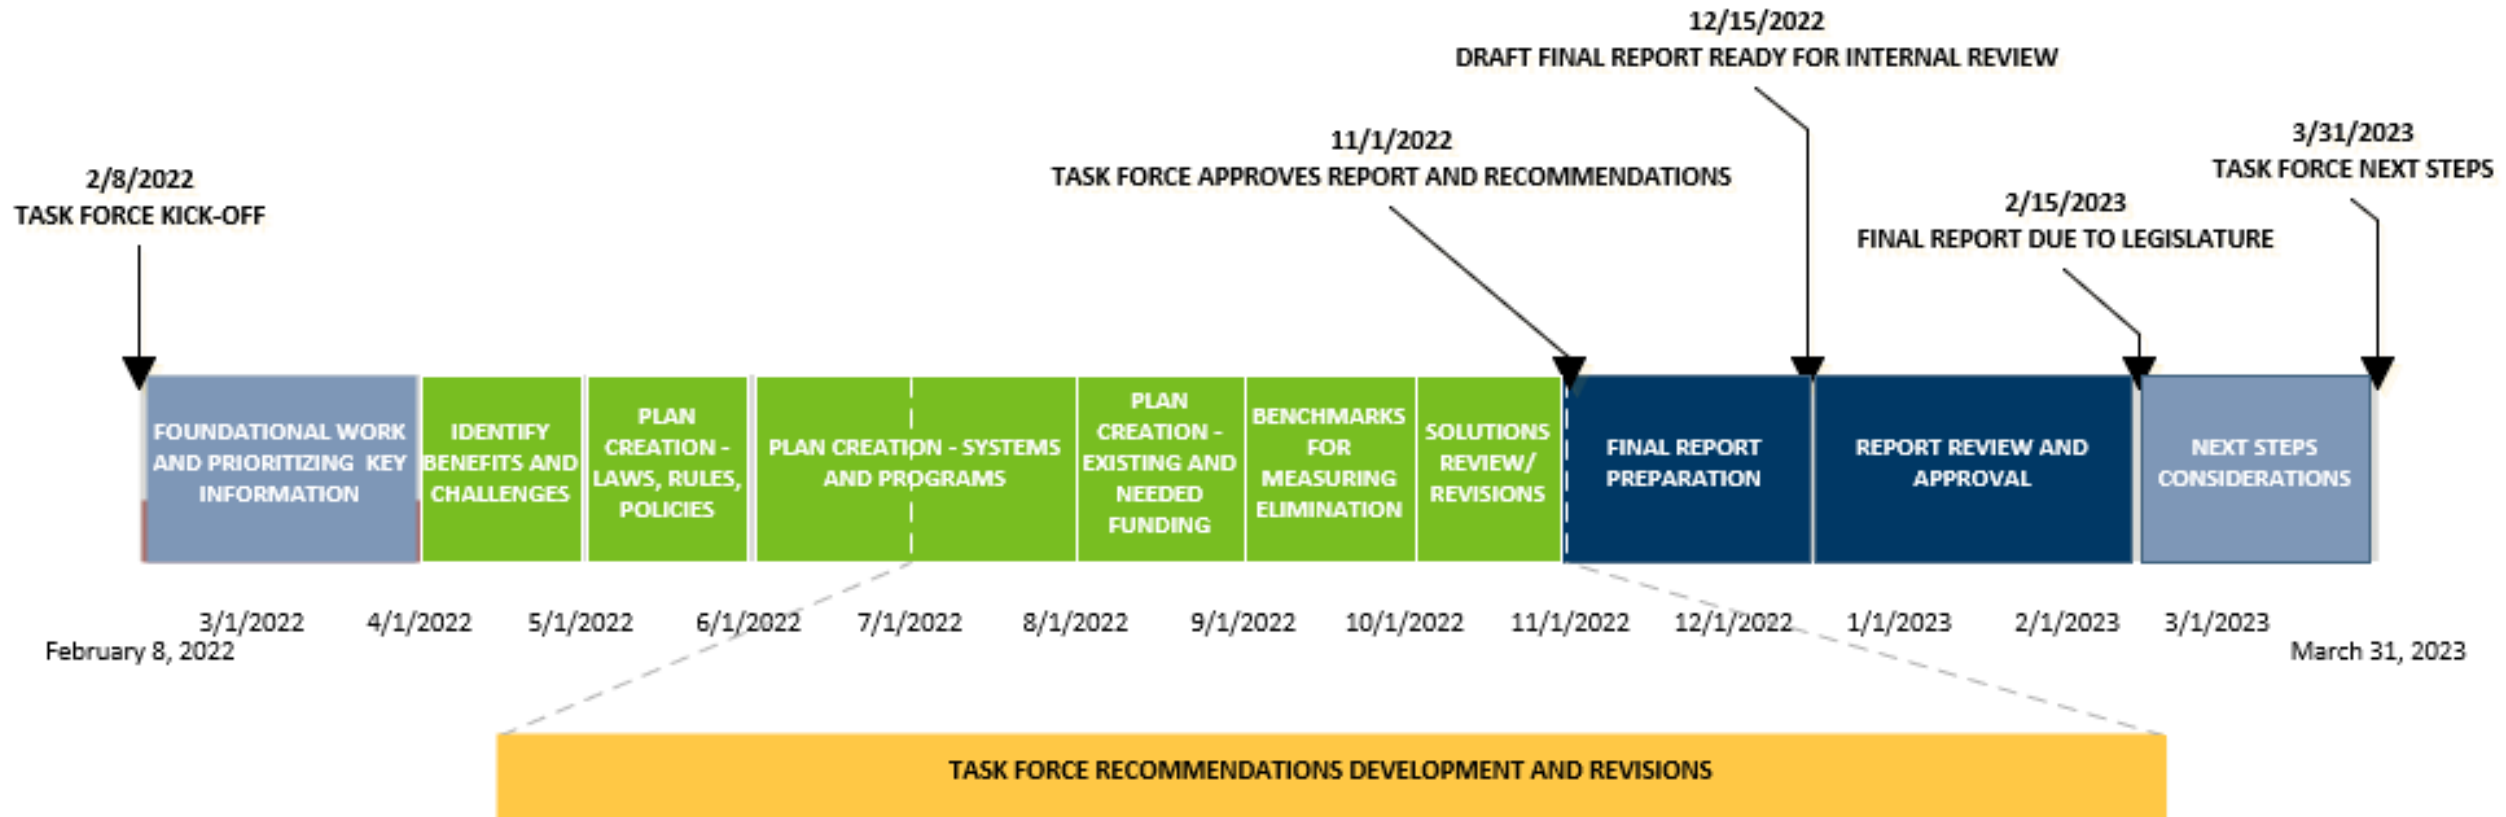 12/15/2022
DRAFT FINAL REPORT READY FOR INTERNAL REVIEW
11/1/2022
TASK FORCE APPROVES REPORT AND RECOMMENDATIONS
3/31/2023
TASK FORCE NEXT STEPS
2/8/2022
TASK FORCE KICK-OFF
2/15/2023
FINAL REPORT DUE TO LEGISLATURE
FOUNDATIONAL WORK
AND PRIORITIZING KEY
INFORMATION
IDENTIFY
BENEFITS AND
CHALLENGES
PLAN
CREATION -
LAWS, RULES,
POLICIES
PLAN CREATION - SYSTEMS
AND PROGRAMS
PLAN
CREATION -
EXISTING AND
NEEDED
FUNDING
BENCHMARKS
FOR
MEASURING
ELIMINATION
SOLUTIONS
REVIEW/
REVISIONS
FINAL REPORT
PREPARATION
REPORT REVIEW AND
APPROVAL
NEXT STEPS
CONSIDERATIONS
3/1/2022
4/1/2022
5/1/2022
6/1/2022
7/1/2022
8/1/2022
9/1/2022
10/1/2022
11/1/2022
12/1/2022
1/1/2023
2/1/2023
3/1/2023
February 8, 2022
March 31, 2023
TASK FORCE RECOMMENDATIONS DEVELOPMENT AND REVISIONS